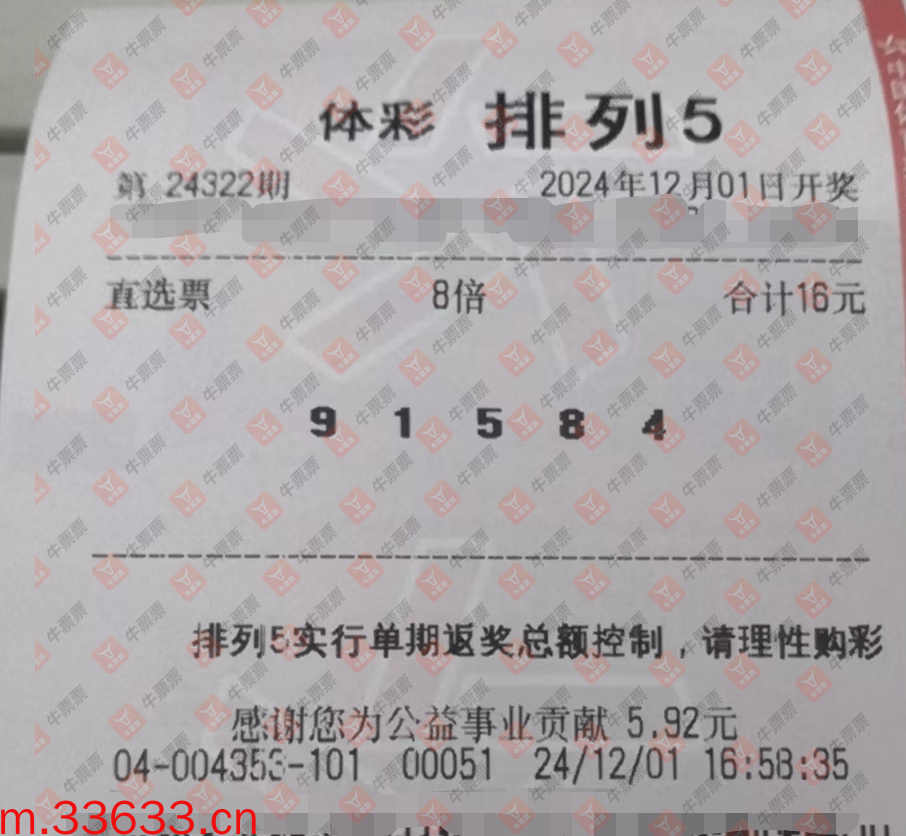 体彩 排列5
第 24322期 2024年12月01日开奖
直选票 8倍 合计16元
9 1 5 8 4
排列5实行单期返奖总额控制，请理性购彩
感谢您为公益事业贡献 5.92元
04-004353-101 00051 24/12/01 16:58:35
m.33633.cn
牛票票